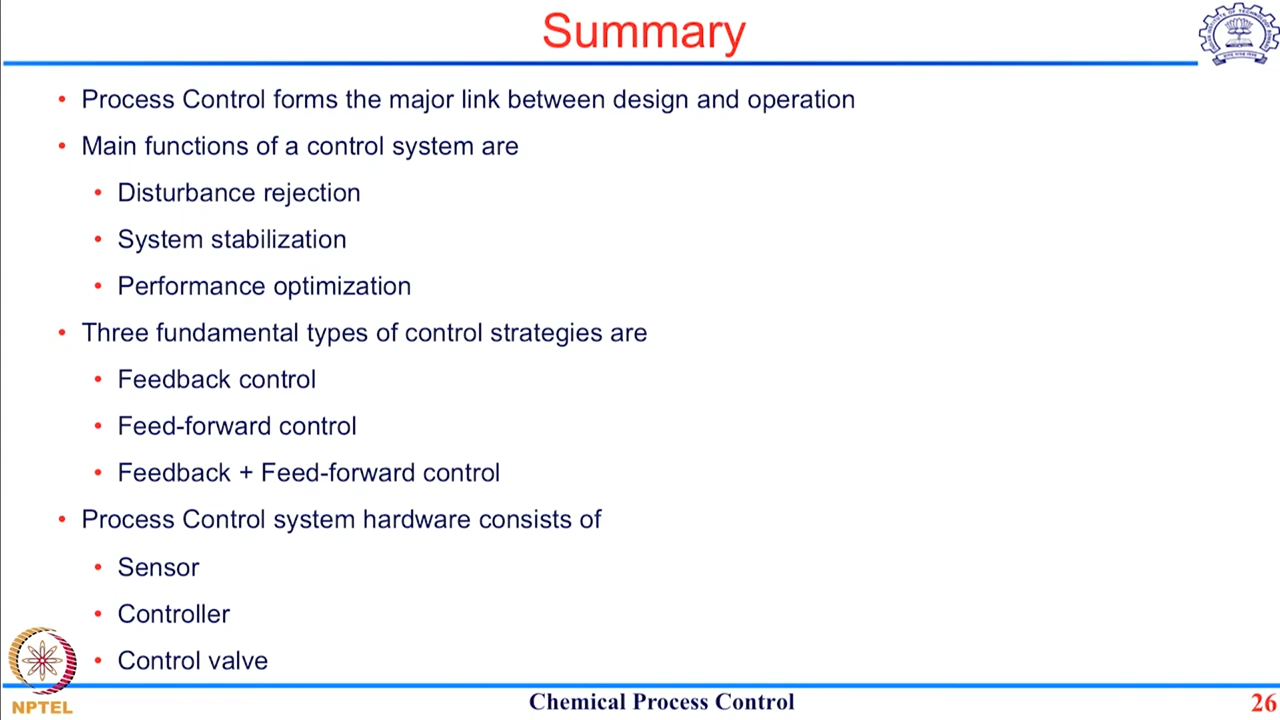 Summary
• Process Control forms the major link between design and operation
• Main functions of a control system are
• Disturbance rejection
• System stabilization
• Performance optimization
• Three fundamental types of control strategies are
• Feedback control
• Feed-forward control
• Feedback + Feed-forward control
• Process Control system hardware consists of
• Sensor
• Controller
• Control valve
NPTEL
Chemical Process Control
26